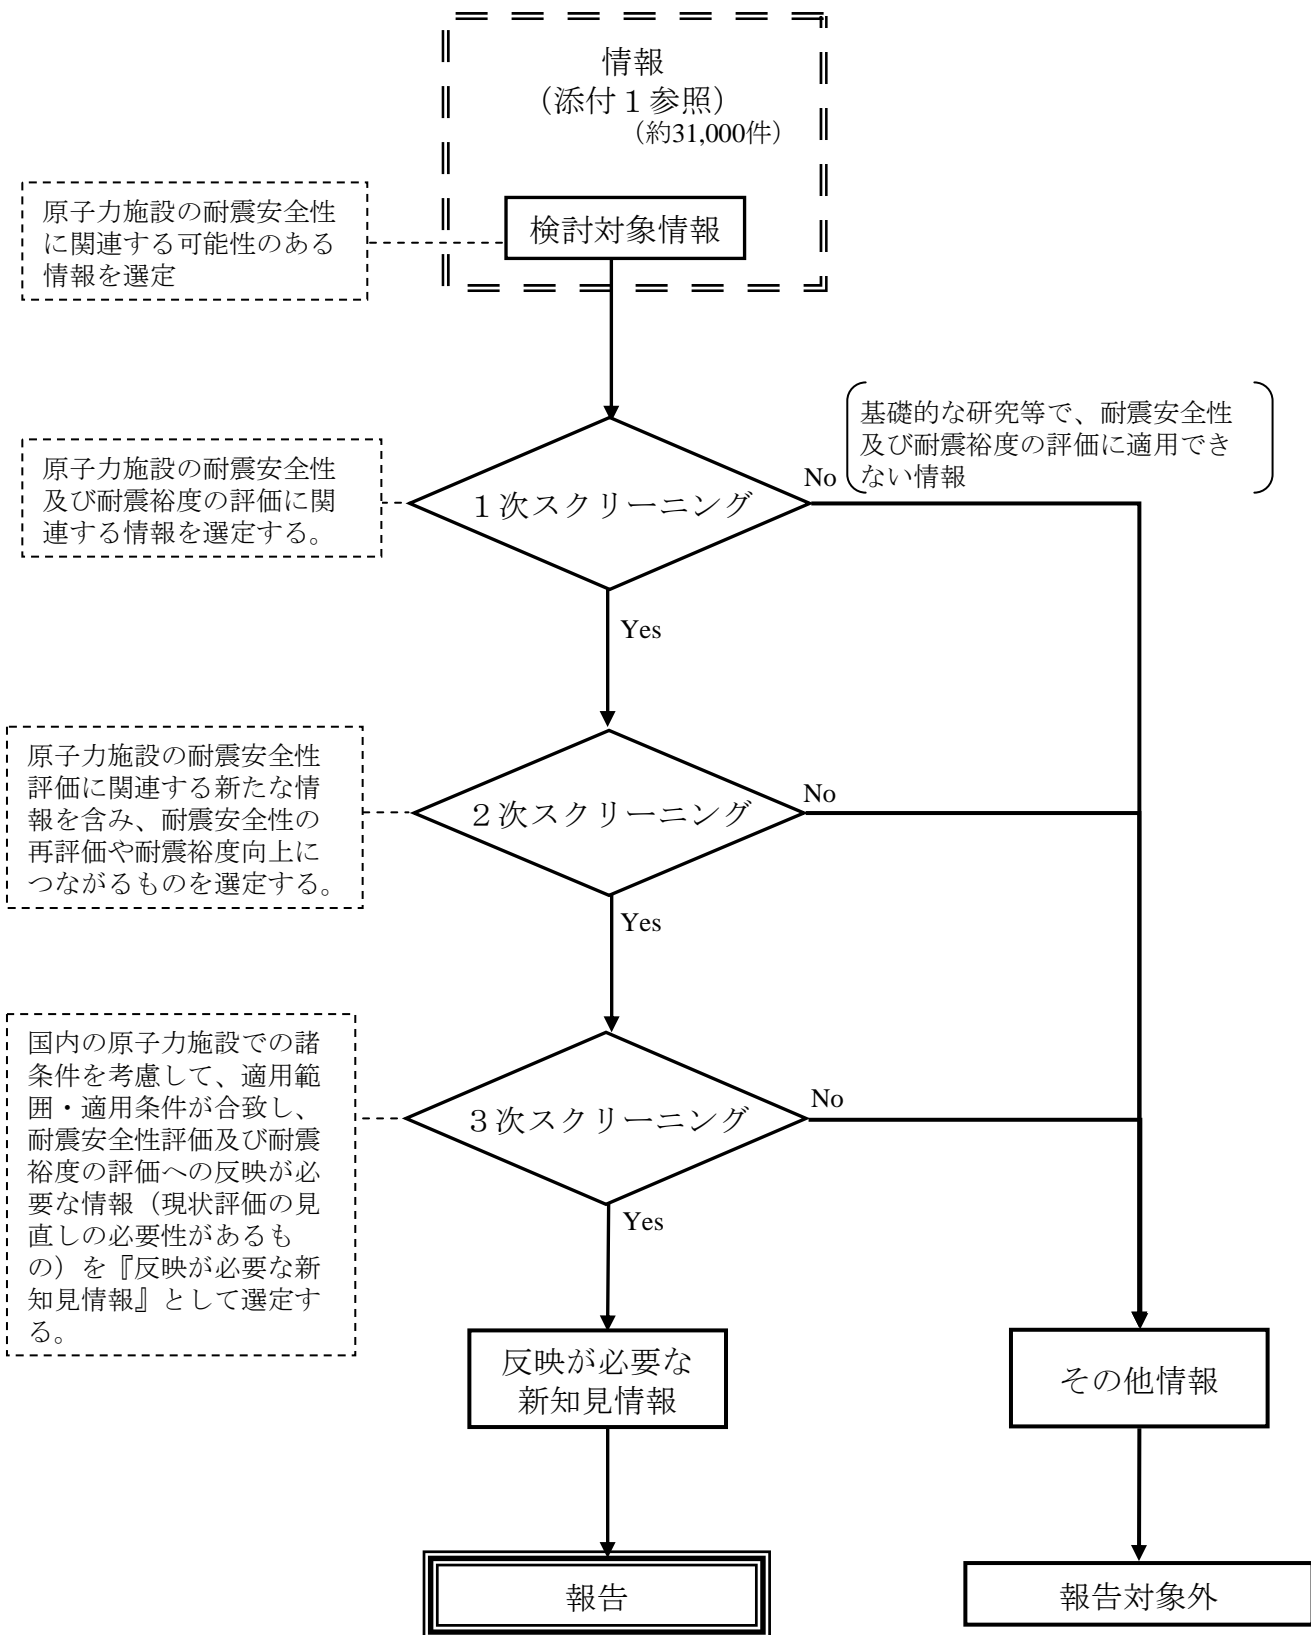 情報
（添付１参照）
（約31,000件）
原子力施設の耐震安全性
に関連する可能性のある
情報を選定
検討対象情報
基礎的な研究等で、耐震安全性
及び耐震裕度の評価に適用でき
ない情報
原子力施設の耐震安全性
及び耐震裕度の評価に関
連する情報を選定する。
１次スクリーニング
No
Yes
原子力施設の耐震安全性
評価に関連する新たな情
報を含み、耐震安全性の
再評価や耐震裕度向上に
つながるものを選定する。
２次スクリーニング
No
Yes
国内の原子力施設での諸
条件を考慮して、適用範
囲・適用条件が合致し、
耐震安全性評価及び耐震
裕度の評価への反映が必
要な情報（現状評価の見
直しの必要性があるも
の）を『反映が必要な新
知見情報』として選定す
る。
３次スクリーニング
No
Yes
反映が必要な
新知見情報
その他情報
報告
報告対象外